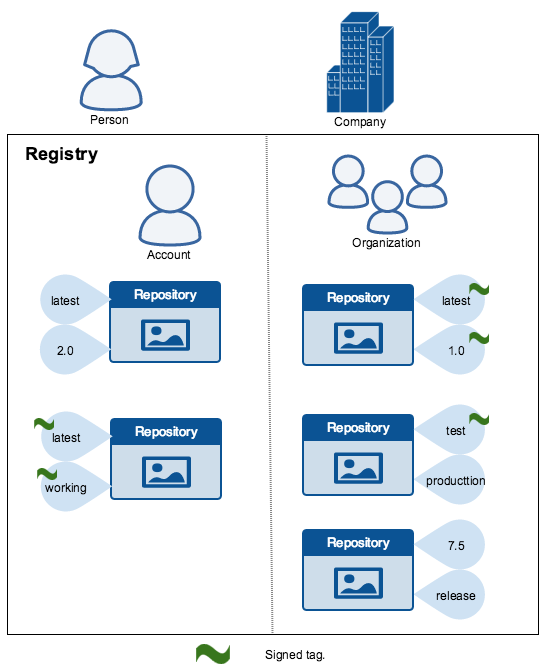 Person
Company
Registry
Account
Organization
latest
Repository
2.0
latest
Repository
working
Repository
latest
1.0
Repository
test
producttion
Repository
7.5
release
Signed tag.